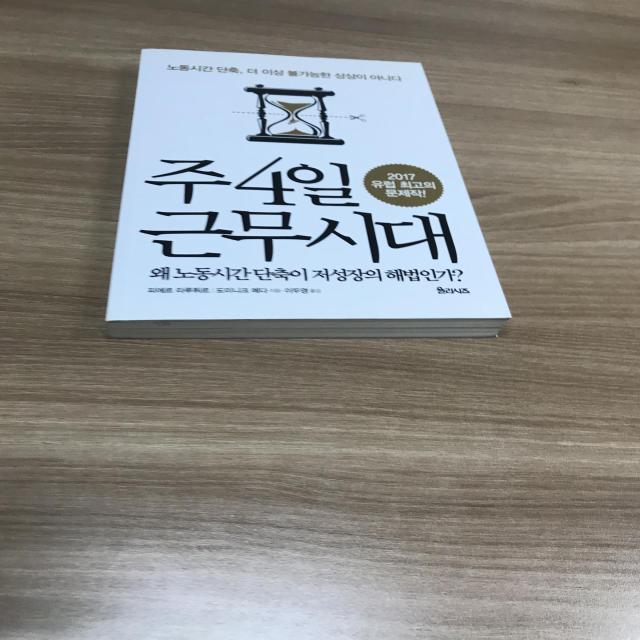 노동시간 단축, 더 이상 불가능한 상상이 아니다
주 4일
근무시대
2017
유럽 최고의
문제작!
왜 노동시간 단축이 저성장의 해법인가?
피에르 라루튀르 · 도미니크 메다 지음 이두영 옮김
율리시즈